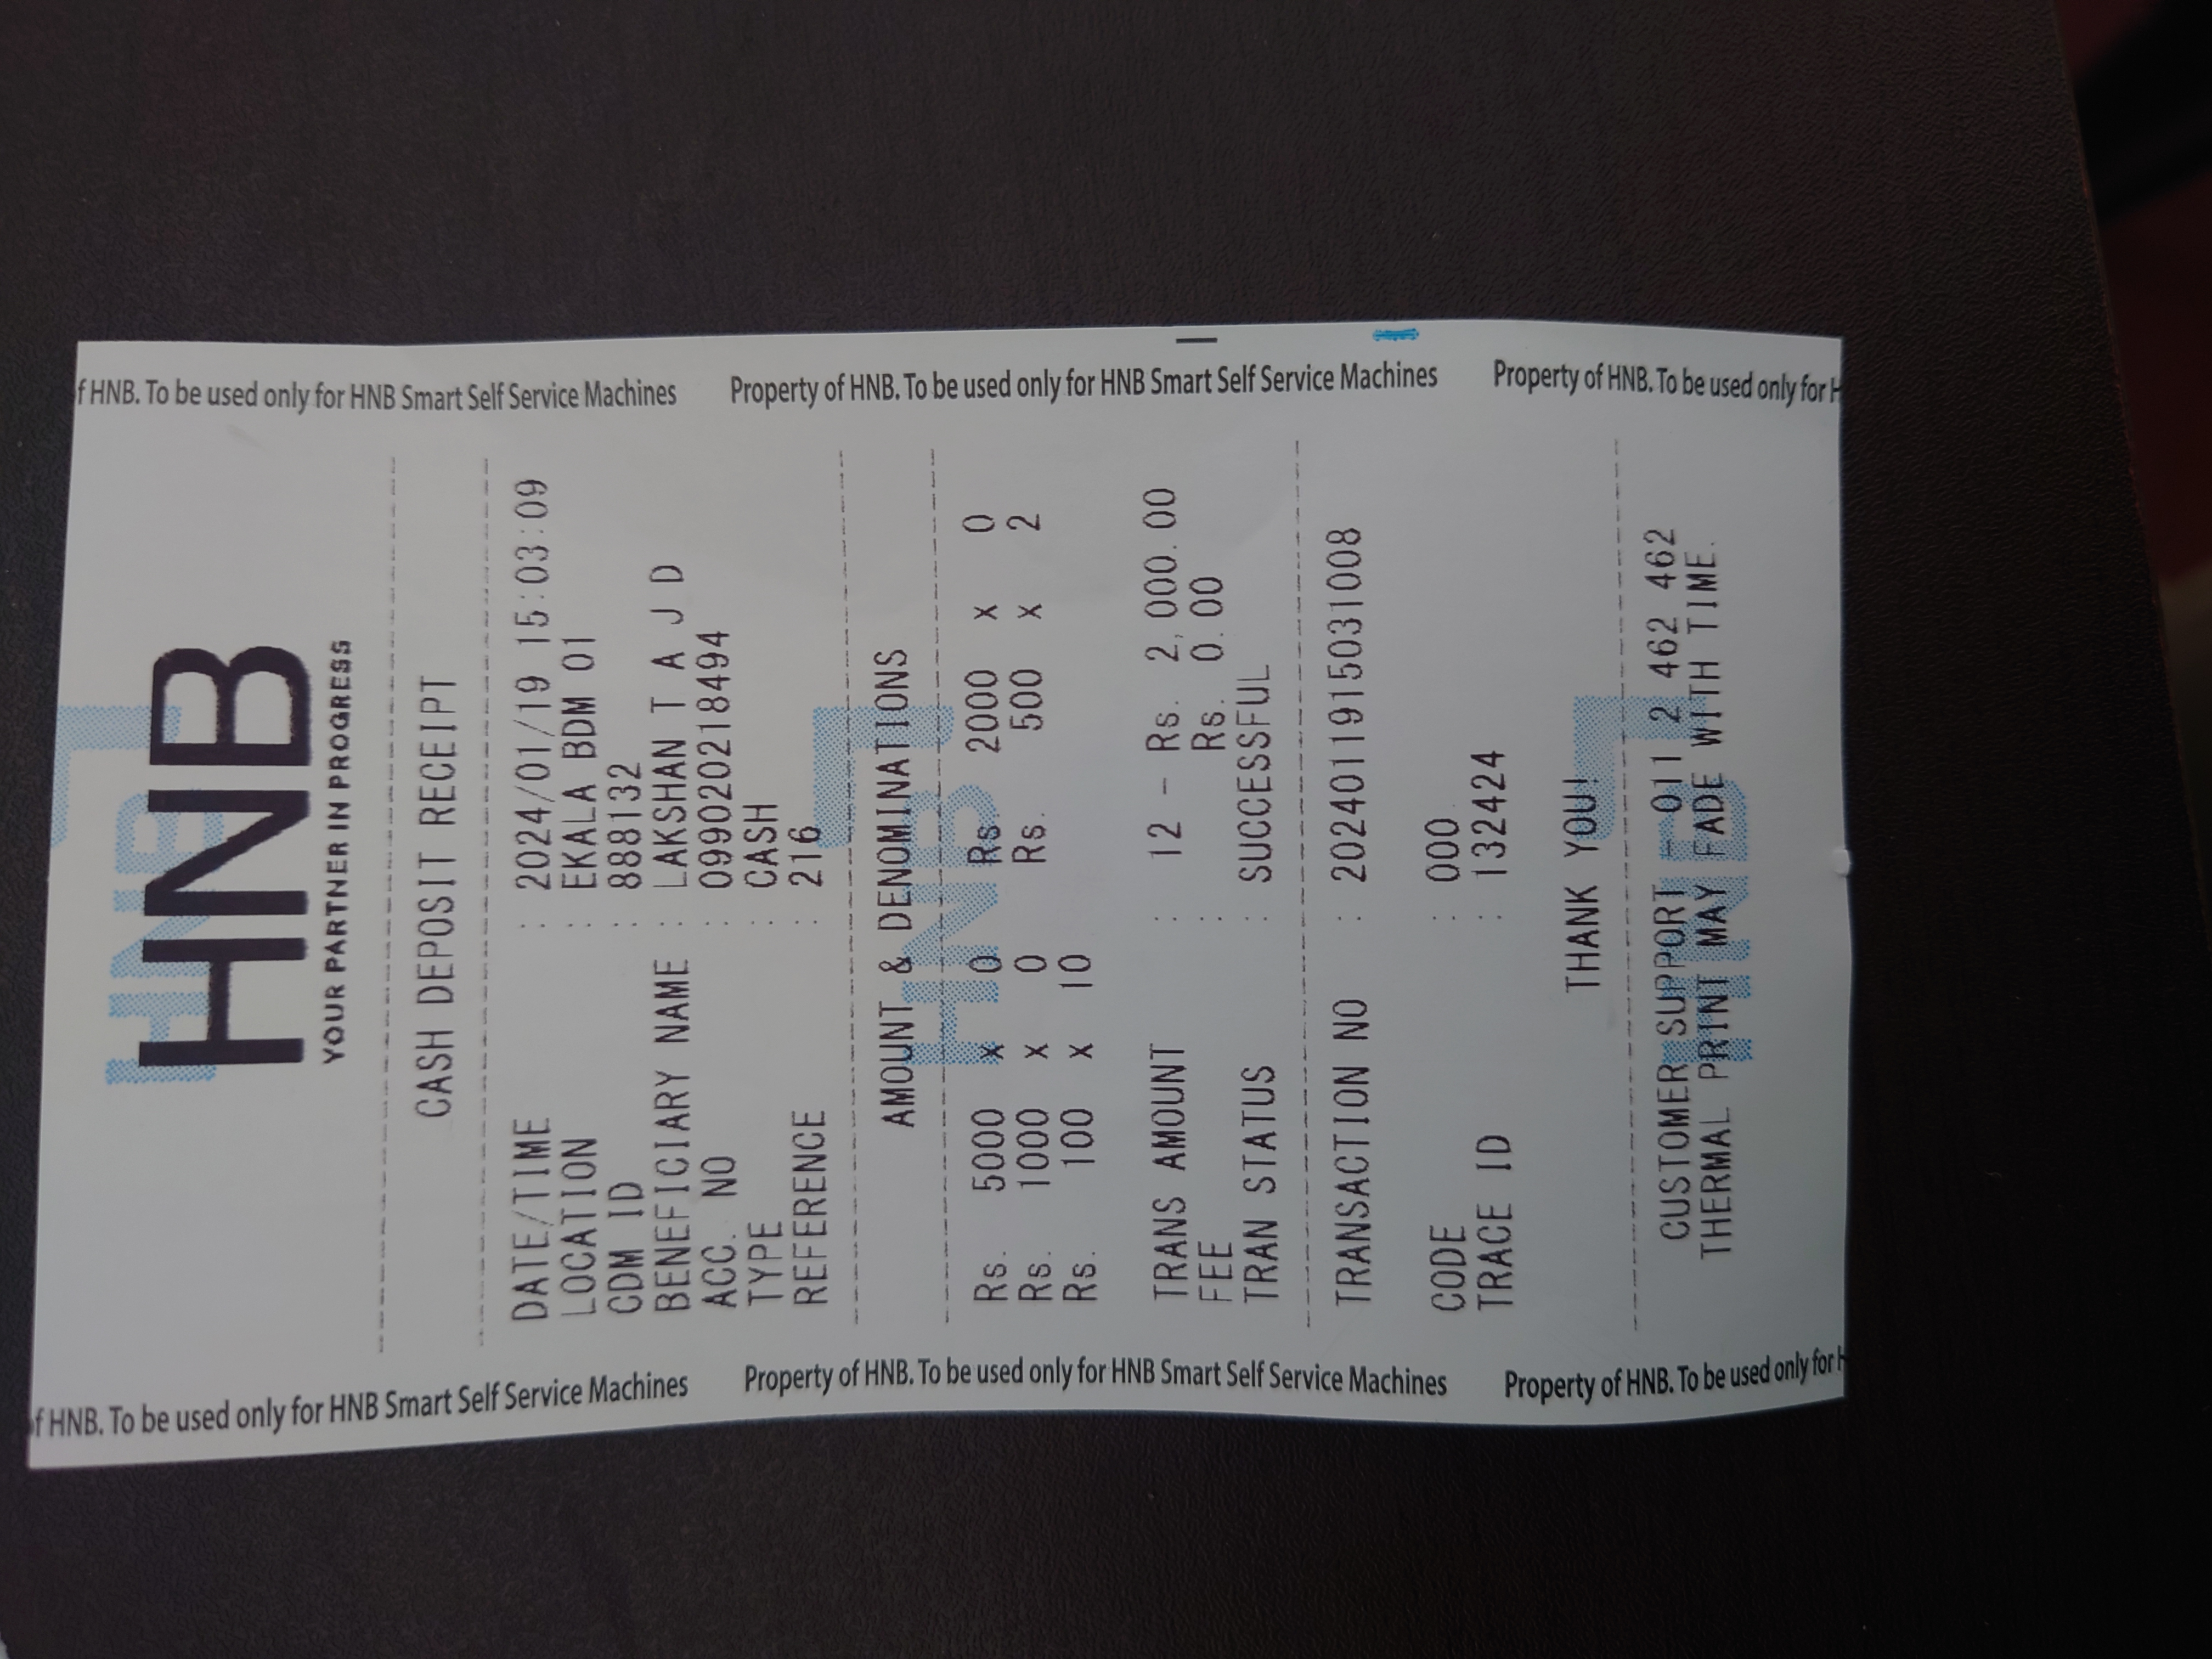 HNB
YOUR PARTNER IN PROGRESS
CASH DEPOSIT RECEIPT
DATE/TIME : 2024/01/19 15:03:09
LOCATION : EKALA BDM 01
CDM ID : 888132
BENEFICIARY NAME : LAKSHAN T A J D
ACC. NO : 099020218494
TYPE : CASH
REFERENCE : 216
AMOUNT & DENOMINATIONS
Rs. 5000 x 0 Rs. 2000 x 0
Rs. 1000 x 0 Rs. 500 x 2
Rs. 100 x 10
TRANS AMOUNT : 12 - Rs. 2,000.00
FEE : Rs. 0.00
TRAN STATUS : SUCCESSFUL
TRANSACTION NO : 20240119150310​08
CODE : 000
TRACE ID : 132424
THANK YOU!
CUSTOMER SUPPORT - 011 2 462 462
THERMAL PRINT MAY FADE WITH TIME.
f HNB. To be used only for HNB Smart Self Service Machines
Property of HNB. To be used only for HNB Smart Self Service Machines
Property of HNB. To be used only for H
of HNB. To be used only for HNB Smart Self Service Machines
Property of HNB. To be used only for HNB Smart Self Service Machines
Property of HNB. To be used only for H
HNB
HNB
HNB